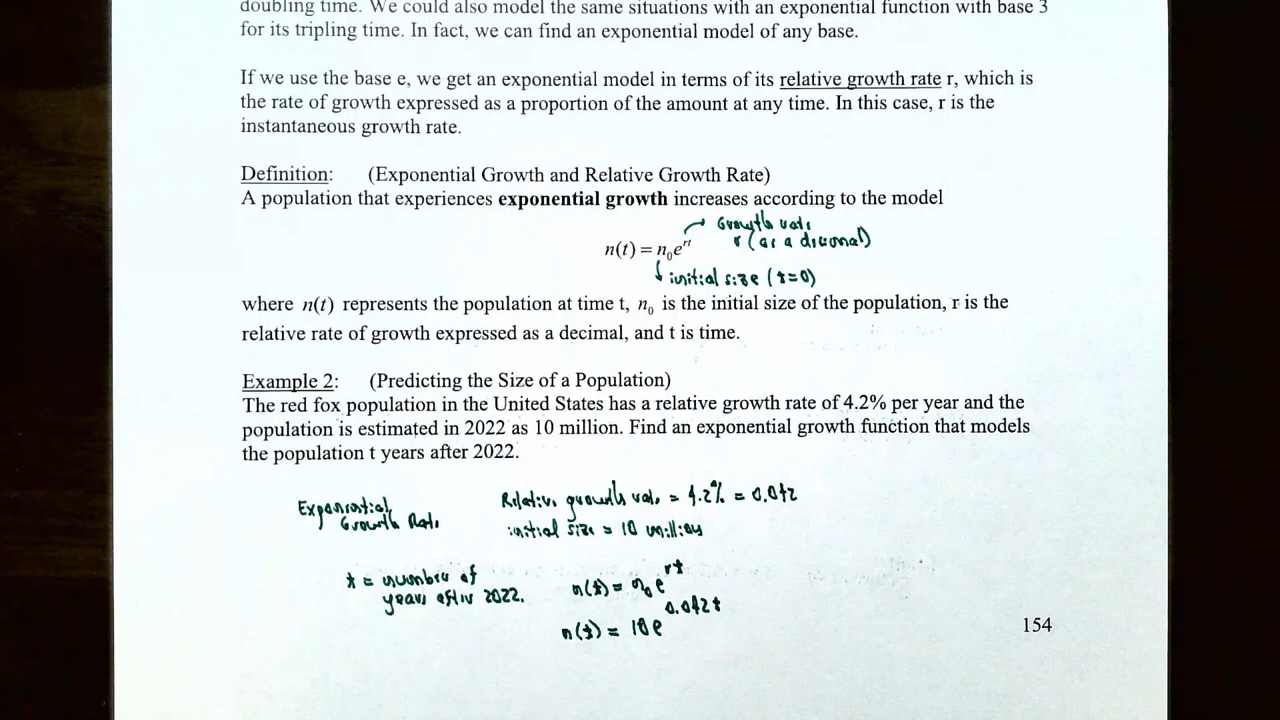 doubling time. We could also model the same situations with an exponential function with base 3
for its tripling time. In fact, we can find an exponential model of any base.
If we use the base e, we get an exponential model in terms of its relative growth rate r, which is
the rate of growth expressed as a proportion of the amount at any time. In this case, r is the
instantaneous growth rate.
Definition: (Exponential Growth and Relative Growth Rate)
A population that experiences exponential growth increases according to the model
Growth rate
r (as a decimal)
n(t) = n₀e^{rt}
initial size (t=0)
where n(t) represents the population at time t, n₀ is the initial size of the population, r is the
relative rate of growth expressed as a decimal, and t is time.
Example 2: (Predicting the Size of a Population)
The red fox population in the United States has a relative growth rate of 4.2% per year and the
population is estimated in 2022 as 10 million. Find an exponential growth function that models
the population t years after 2022.
Exponential
Growth Rate
Relative growth rate = 4.2% = 0.042
initial size = 10 million
t = number of
years after 2022.
n(t) = n₀e^{rt}
n(t) = 10e^{0.042t}
154